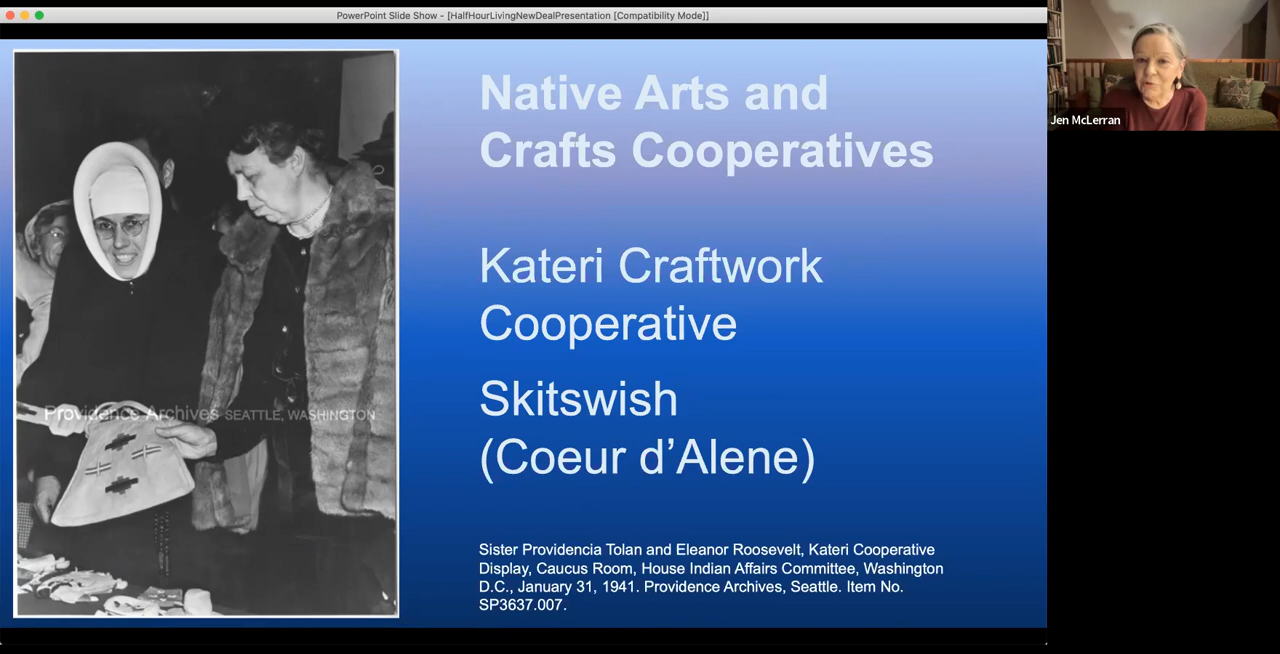 PowerPoint Slide Show - [HalfHourLivingNewDealPresentation [Compatibility Mode]]
Native Arts and
Crafts Cooperatives
Kateri Craftwork
Cooperative
Skitswish
(Coeur d’Alene)
Sister Providencia Tolan and Eleanor Roosevelt, Kateri Cooperative
Display, Caucus Room, House Indian Affairs Committee, Washington
D.C., January 31, 1941. Providence Archives, Seattle. Item No.
SP3637.007.
Providence Archives SEATTLE, WASHINGTON
Jen McLerran